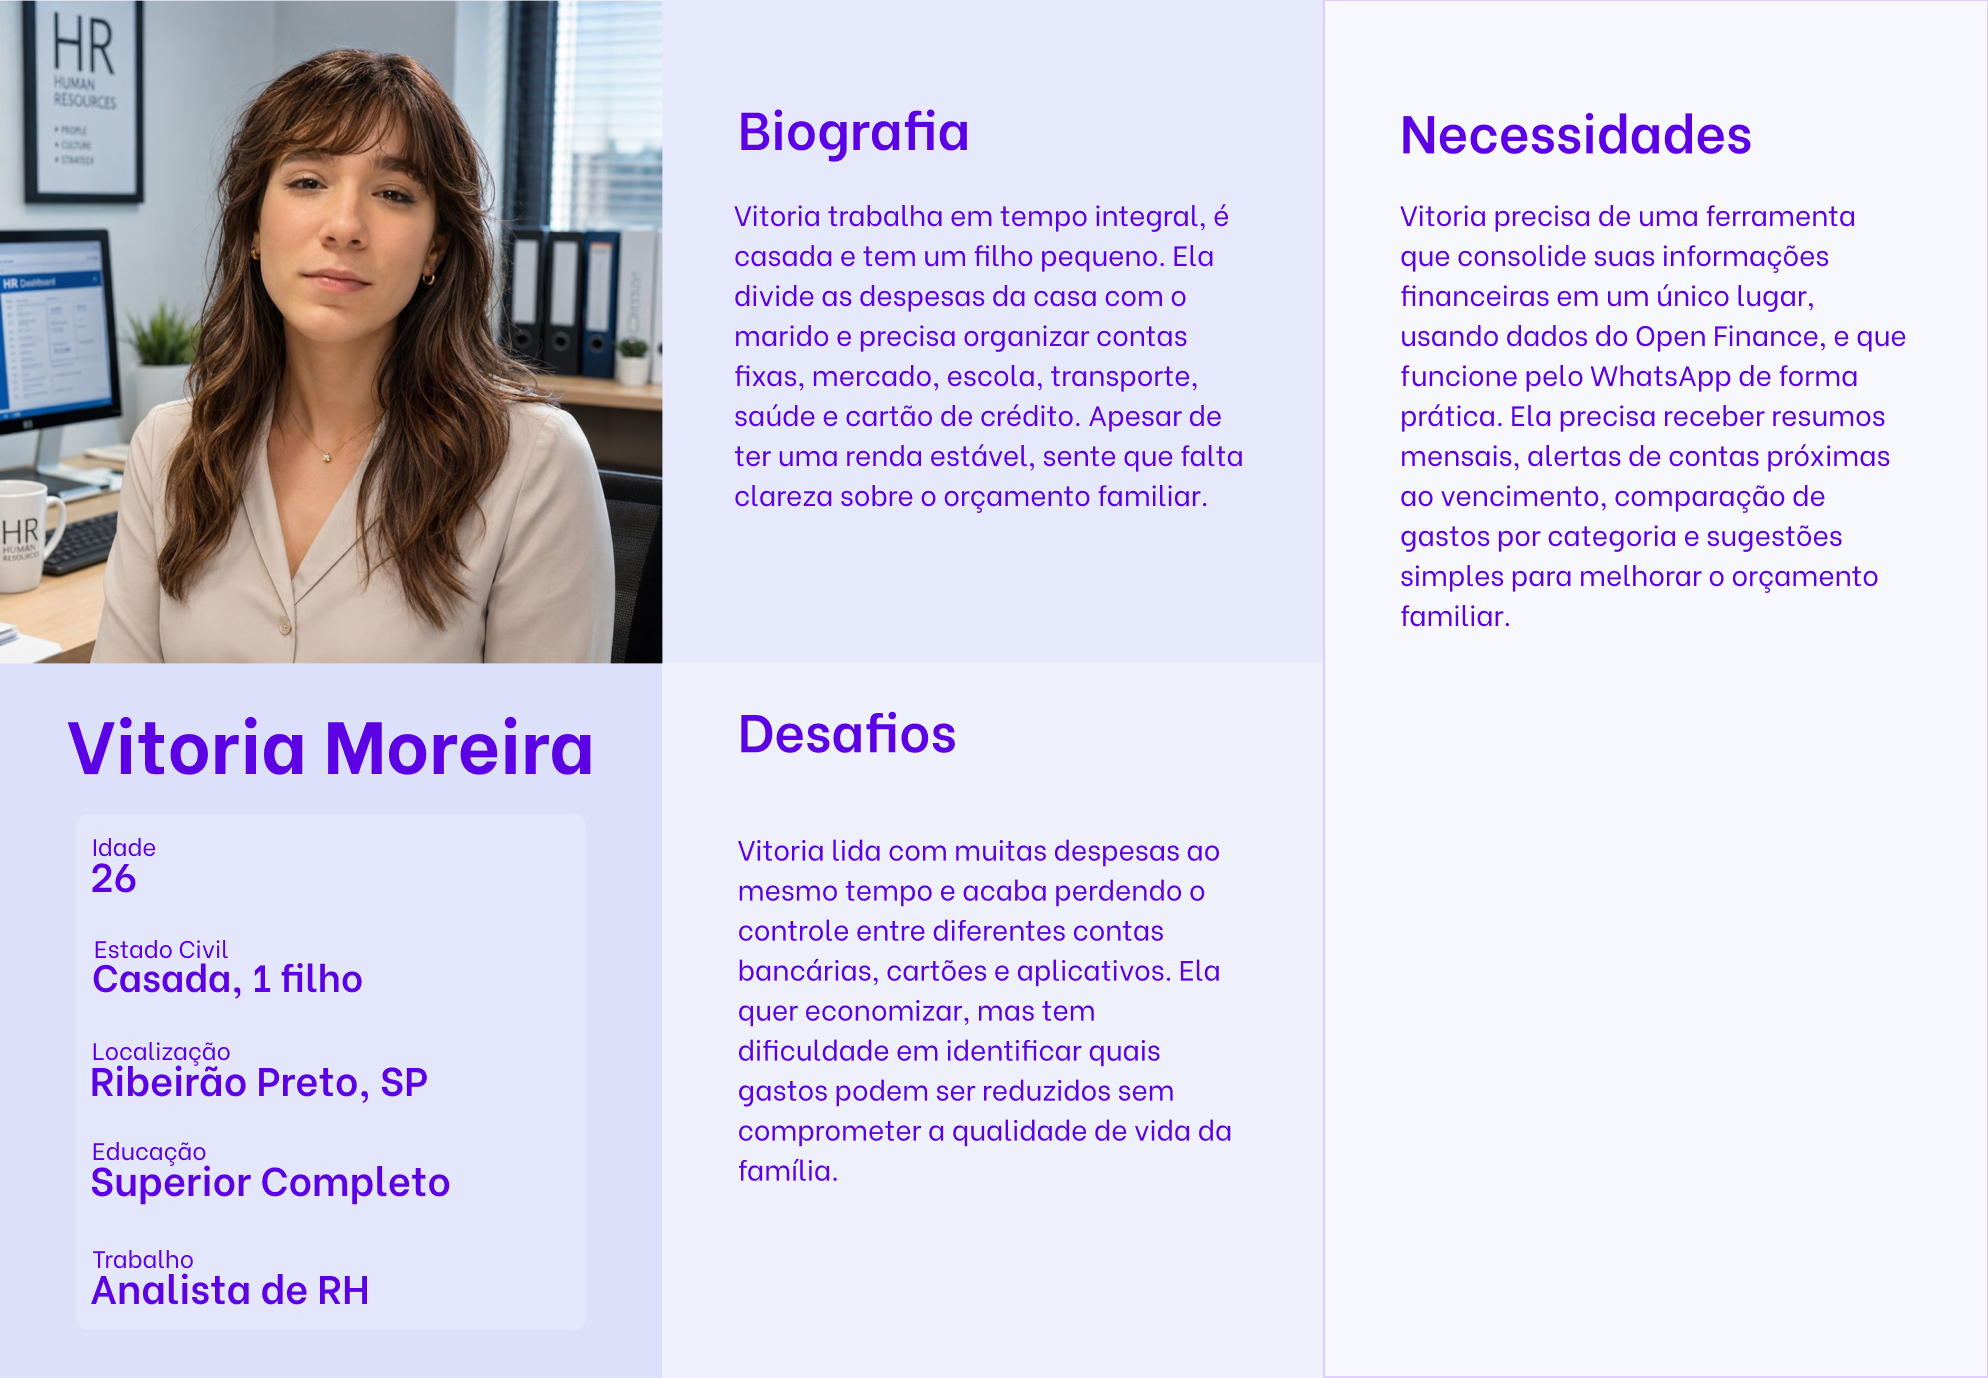 HR
HUMAN
RESOURCES
• PEOPLE
• CULTURE
• STRATEGY
HR Dashboard
HR
HUMAN
RESOURCES
Vitoria Moreira
Idade
26
Estado Civil
Casada, 1 filho
Localização
Ribeirão Preto, SP
Educação
Superior Completo
Trabalho
Analista de RH
Biografia
Vitoria trabalha em tempo integral, é
casada e tem um filho pequeno. Ela
divide as despesas da casa com o
marido e precisa organizar contas
fixas, mercado, escola, transporte,
saúde e cartão de crédito. Apesar de
ter uma renda estável, sente que falta
clareza sobre o orçamento familiar.
Desafios
Vitoria lida com muitas despesas ao
mesmo tempo e acaba perdendo o
controle entre diferentes contas
bancárias, cartões e aplicativos. Ela
quer economizar, mas tem
dificuldade em identificar quais
gastos podem ser reduzidos sem
comprometer a qualidade de vida da
família.
Necessidades
Vitoria precisa de uma ferramenta
que consolide suas informações
financeiras em um único lugar,
usando dados do Open Finance, e que
funcione pelo WhatsApp de forma
prática. Ela precisa receber resumos
mensais, alertas de contas próximas
ao vencimento, comparação de
gastos por categoria e sugestões
simples para melhorar o orçamento
familiar.